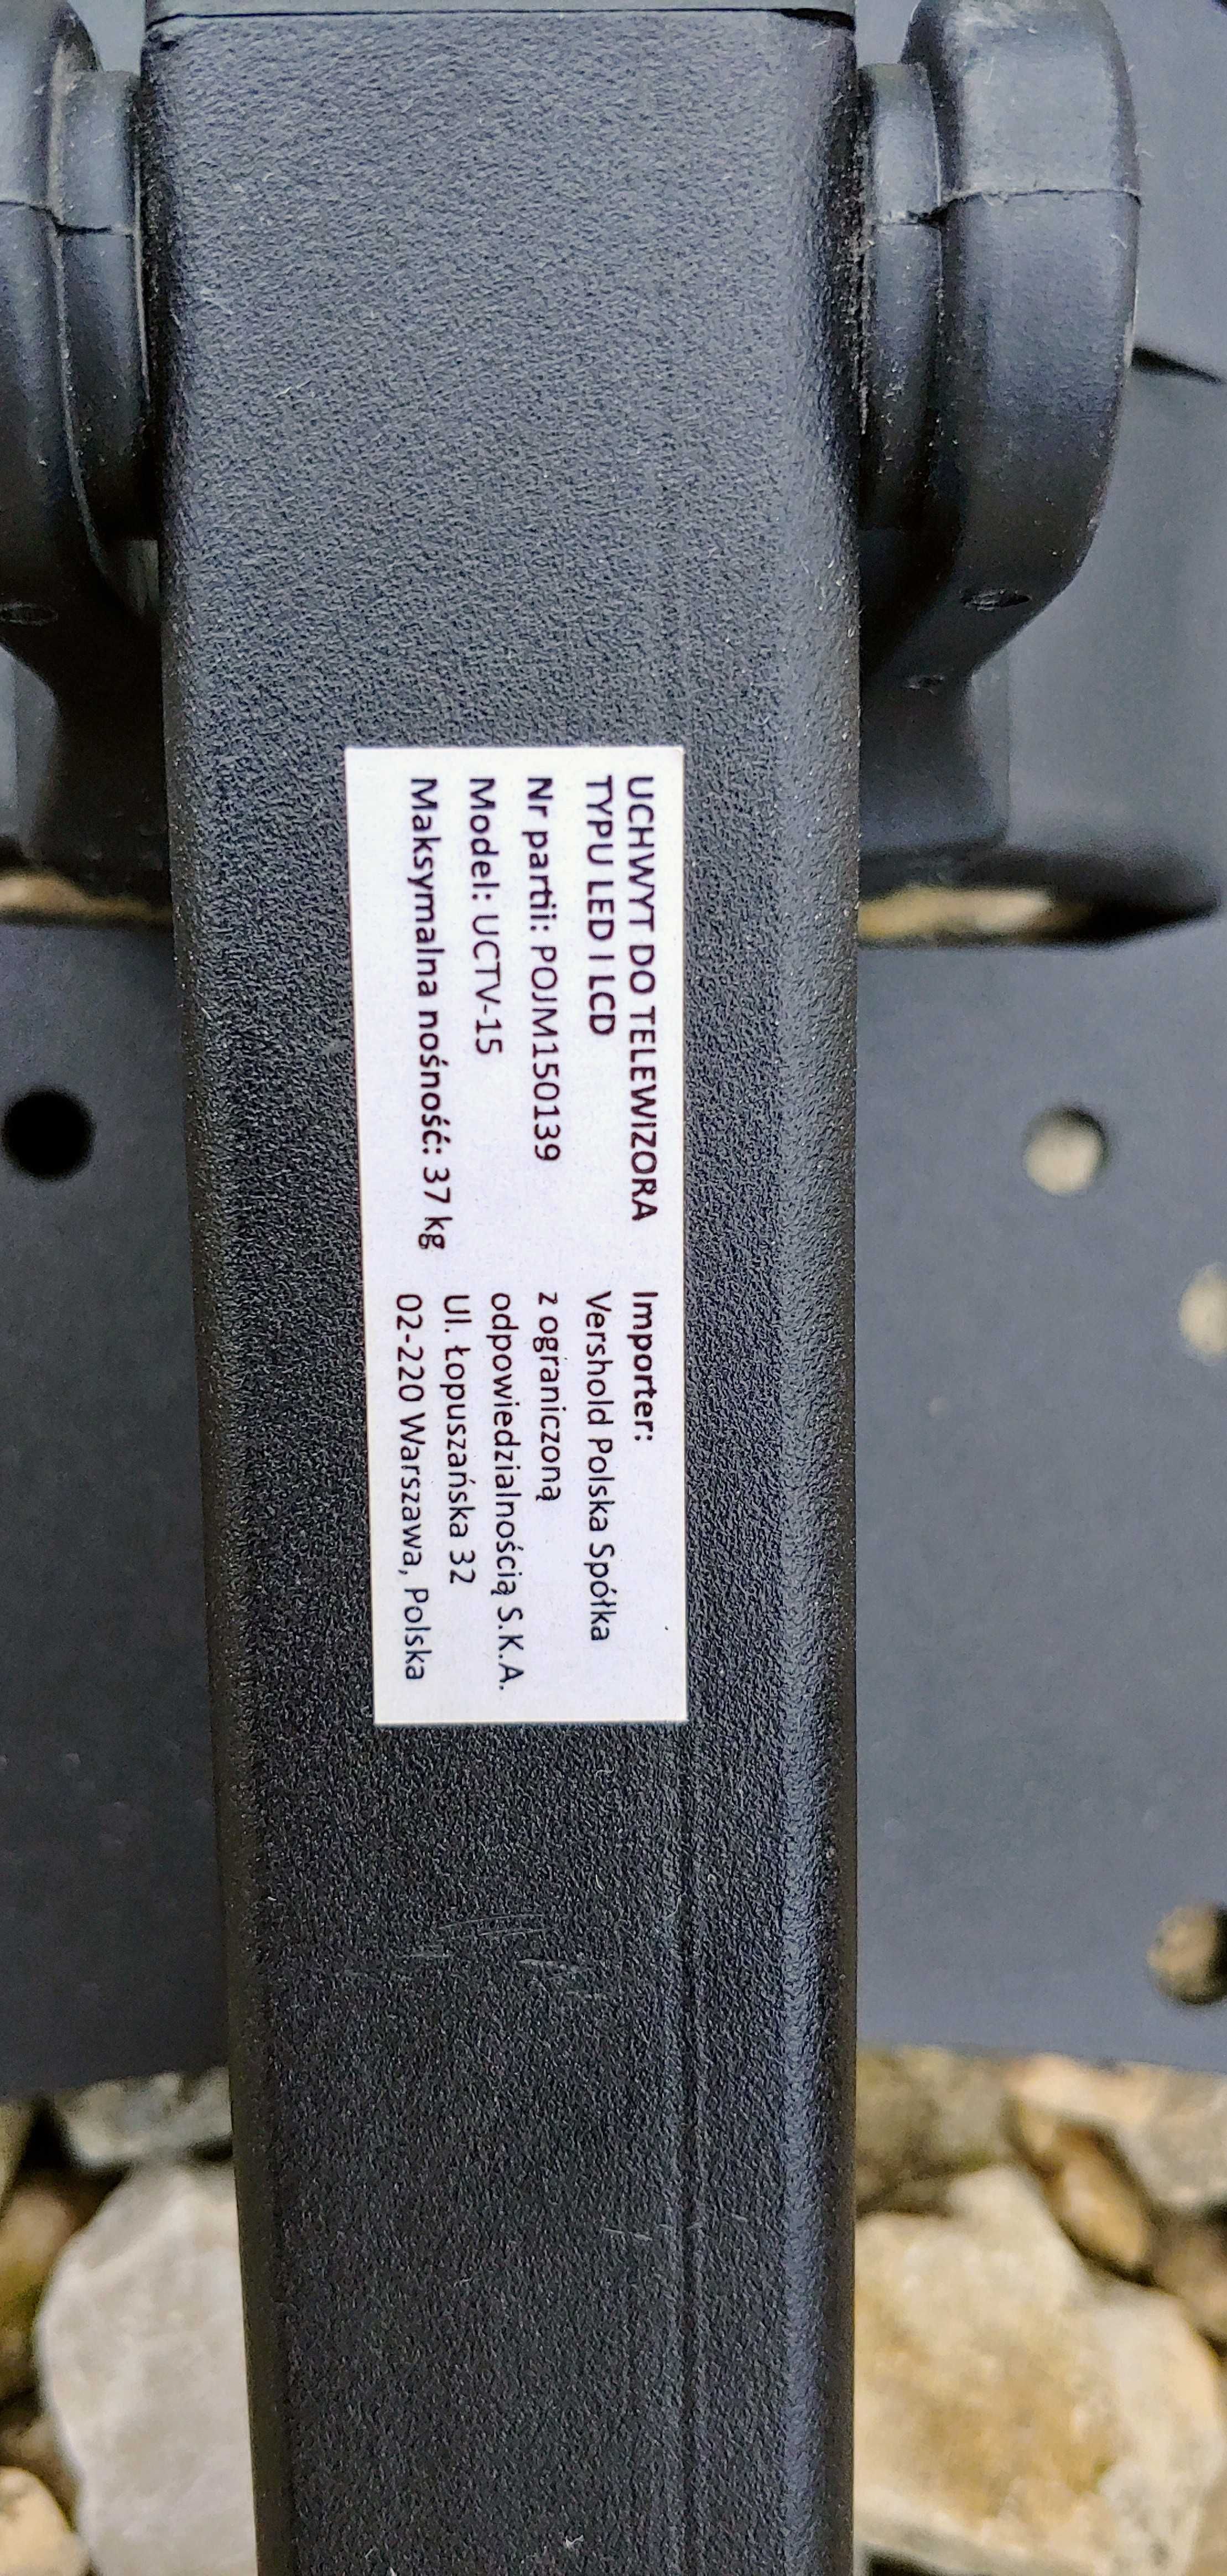 UCHWYT DO TELEWIZORA
TYPU LED I LCD
Nr partii: POJM150139
Model: UCTV-15
Maksymalna nośność: 37 kg
Importer:
Vershold Polska Spółka
z ograniczoną
odpowiedzialnością S.K.A.
Ul. Łopuszańska 32
02-220 Warszawa, Polska